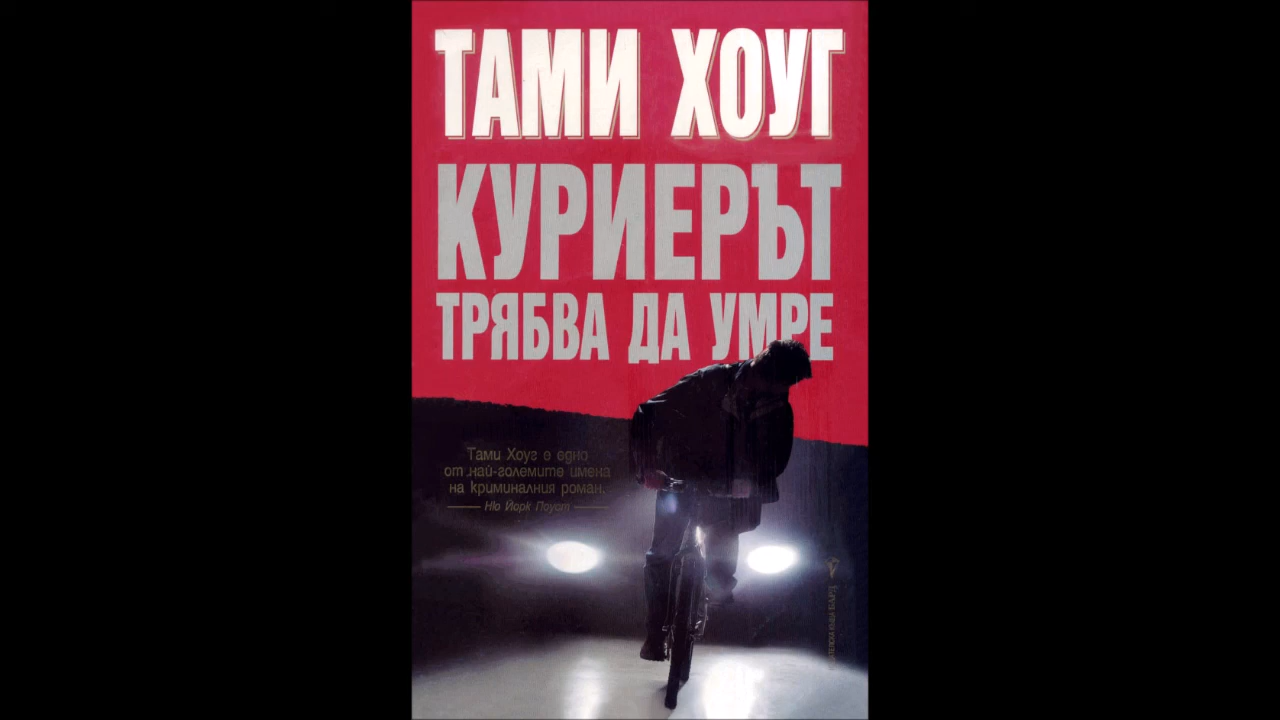 ТАМИ ХОУГ
КУРИЕРЪТ
ТРЯБВА ДА УМРЕ
Тами Хоуг е едно
от най-големите имена
на криминалния роман.
Ню Йорк Поуст
БАРД